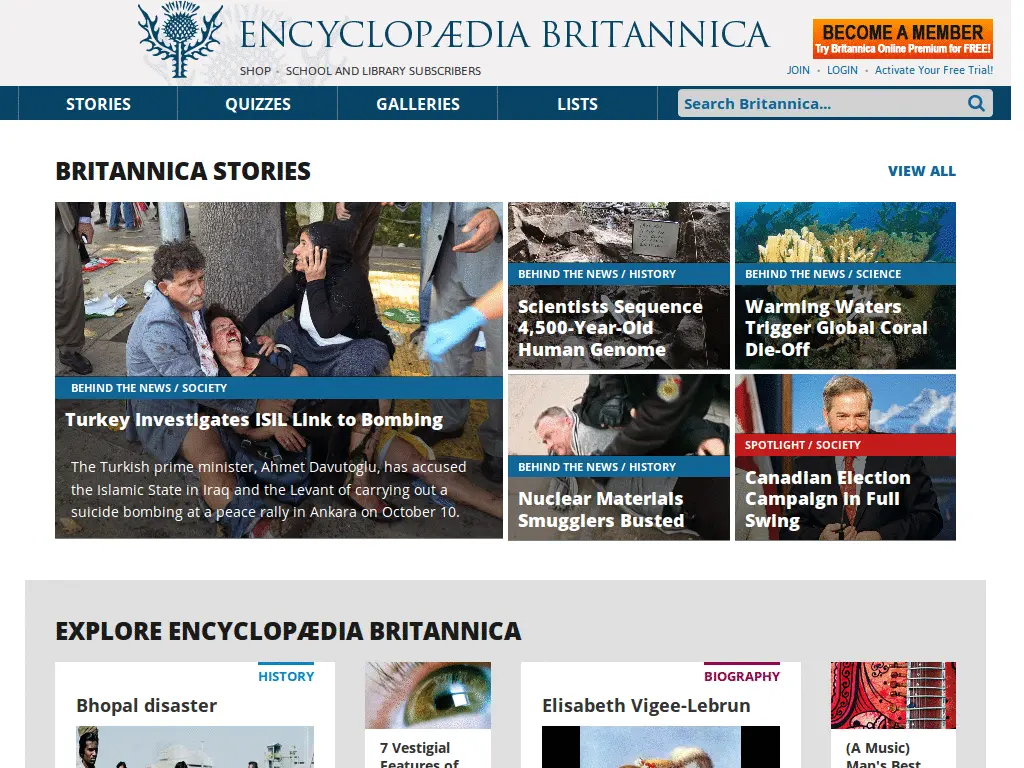 ENCYCLOPÆDIA BRITANNICA
BECOME A MEMBER
Try Britannica Online Premium for FREE!
SHOP • SCHOOL AND LIBRARY SUBSCRIBERS
JOIN • LOGIN • Activate Your Free Trial!
STORIES QUIZZES GALLERIES LISTS Search Britannica...
BRITANNICA STORIES
VIEW ALL
BEHIND THE NEWS / SOCIETY
Turkey Investigates ISIL Link to Bombing
The Turkish prime minister, Ahmet Davutoglu, has accused
the Islamic State in Iraq and the Levant of carrying out a
suicide bombing at a peace rally in Ankara on October 10.
BEHIND THE NEWS / HISTORY
Scientists Sequence
4,500-Year-Old
Human Genome
BEHIND THE NEWS / SCIENCE
Warming Waters
Trigger Global Coral
Die-Off
BEHIND THE NEWS / HISTORY
Nuclear Materials
Smugglers Busted
SPOTLIGHT / SOCIETY
Canadian Election
Campaign in Full
Swing
EXPLORE ENCYCLOPÆDIA BRITANNICA
HISTORY
Bhopal disaster
7 Vestigial
Features of
BIOGRAPHY
Elisabeth Vigee-Lebrun
(A Music)
Man's Best